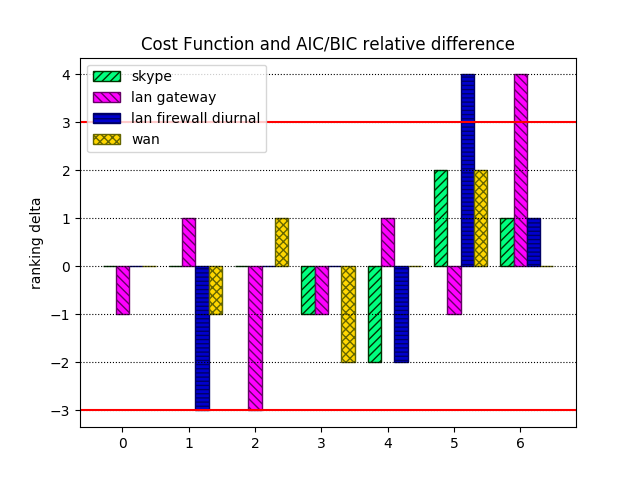 Cost Function and AIC/BIC relative difference
skype
lan gateway
lan firewall diurnal
wan
ranking delta
4
3
2
1
0
−1
−2
−3
0 1 2 3 4 5 6